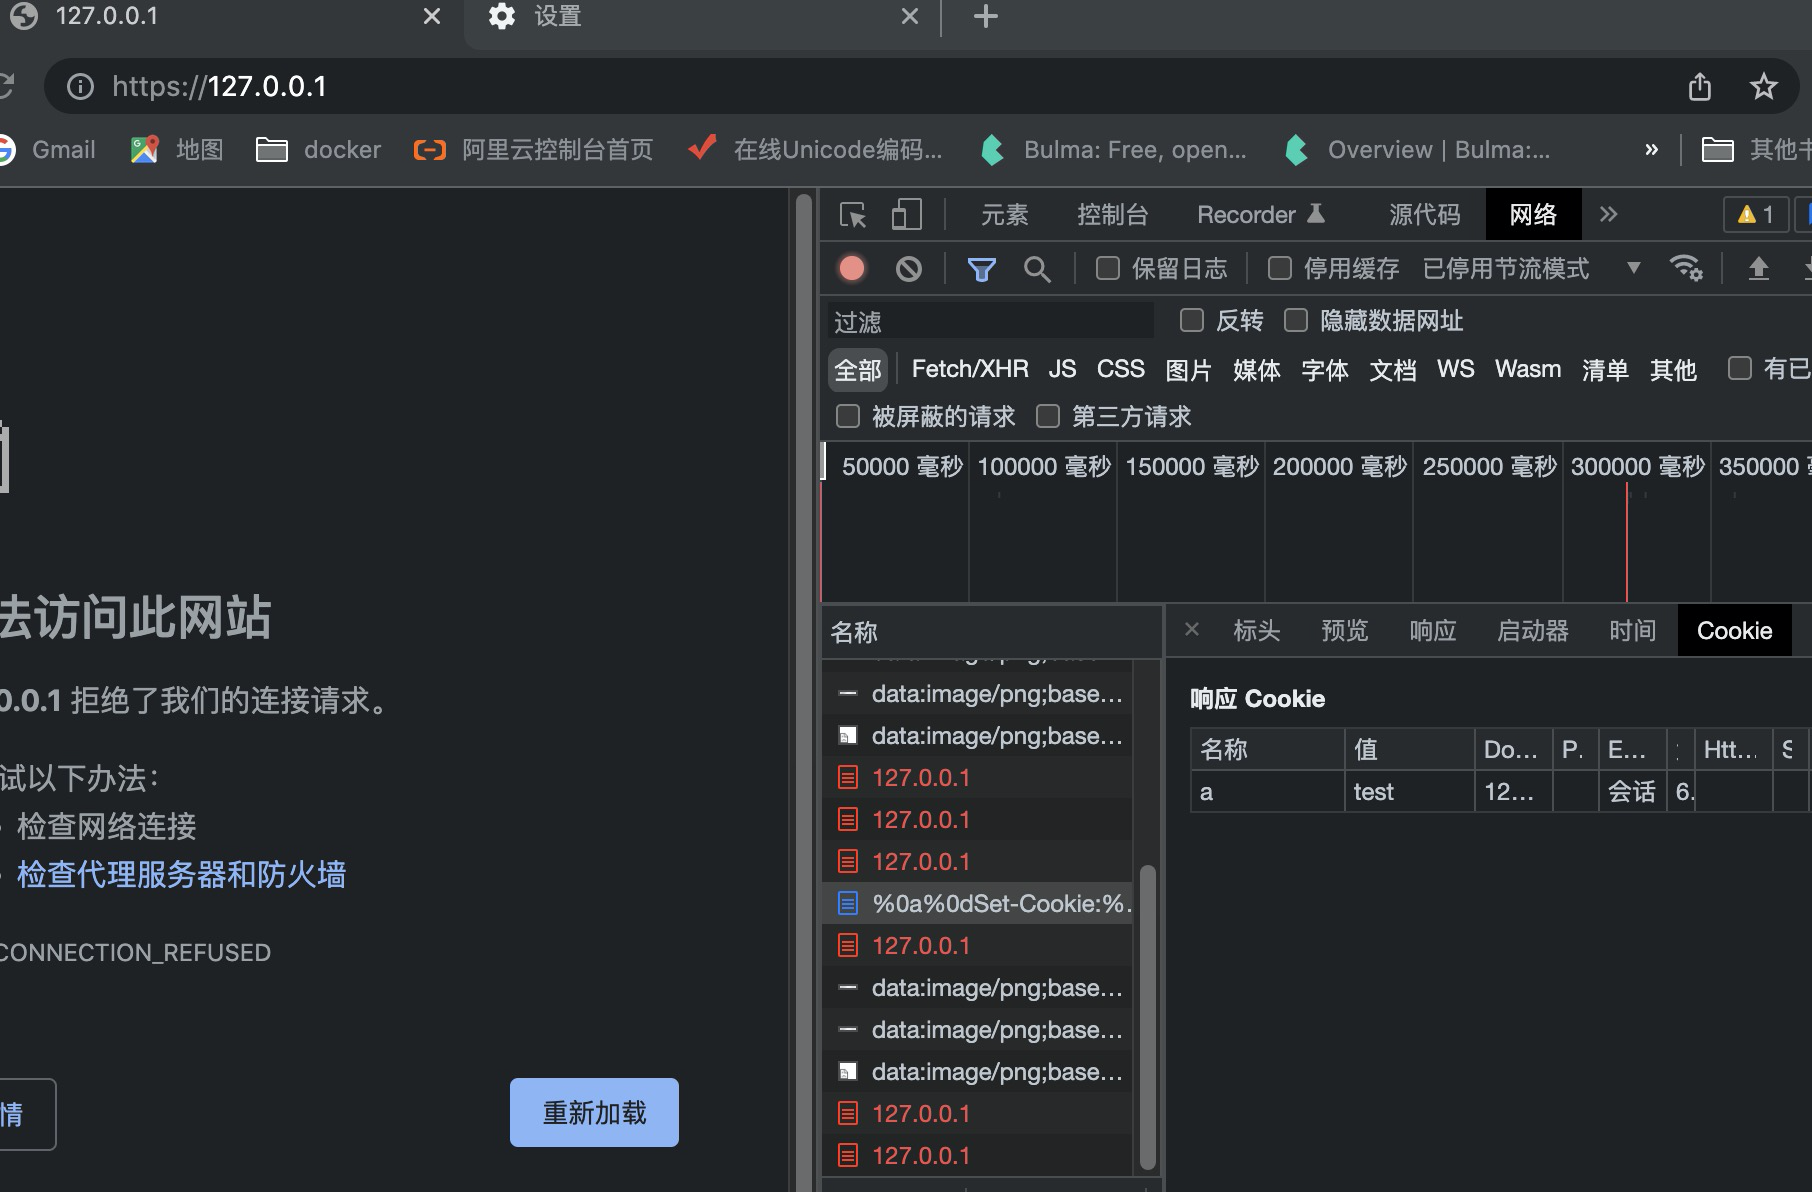 127.0.0.1
设置
https://127.0.0.1
Gmail
地图
docker
阿里云控制台首页
在线Unicode编码...
Bulma: Free, open...
Overview | Bulma:...
»
其他
元素
控制台
Recorder
源代码
网络
1
保留日志
停用缓存
已停用节流模式
过滤
反转
隐藏数据网址
全部
Fetch/XHR
JS
CSS
图片
媒体
字体
文档
WS
Wasm
清单
其他
有已
被屏蔽的请求
第三方请求
50000 毫秒
100000 毫秒
150000 毫秒
200000 毫秒
250000 毫秒
300000 毫秒
350000
法访问此网站
0.0.1 拒绝了我们的连接请求。
试以下办法：
检查网络连接
检查代理服务器和防火墙
CONNECTION_REFUSED
情
重新加载
名称
data:image/png;base...
data:image/png;base...
127.0.0.1
127.0.0.1
127.0.0.1
%0a%0dSet-Cookie:%.
127.0.0.1
data:image/png;base...
data:image/png;base...
data:image/png;base...
127.0.0.1
127.0.0.1
标头
预览
响应
启动器
时间
Cookie
响应 Cookie
名称
值
Do...
P.
E...
Htt...
S
a
test
12...
会话
6.